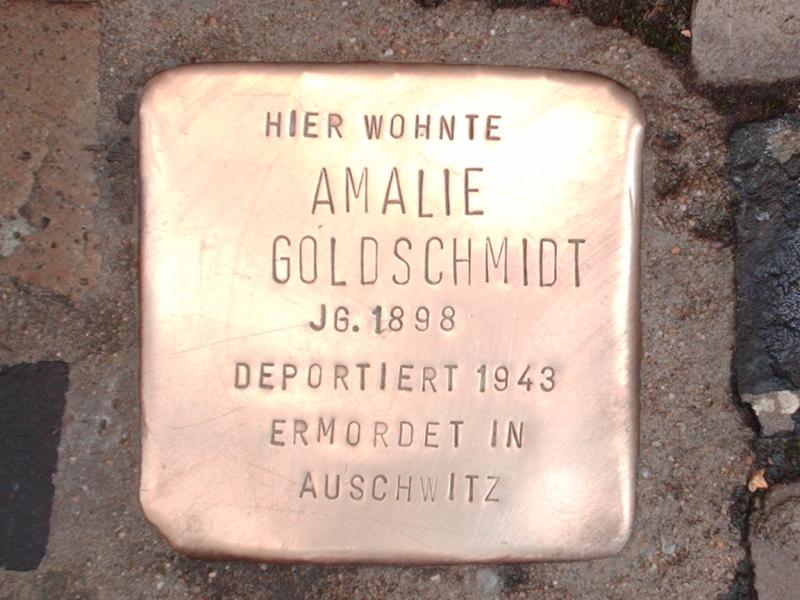 HIER WOHNTE
AMALIE
GOLDSCHMIDT
JG. 1898
DEPORTIERT 1943
ERMORDET IN
AUSCHWITZ